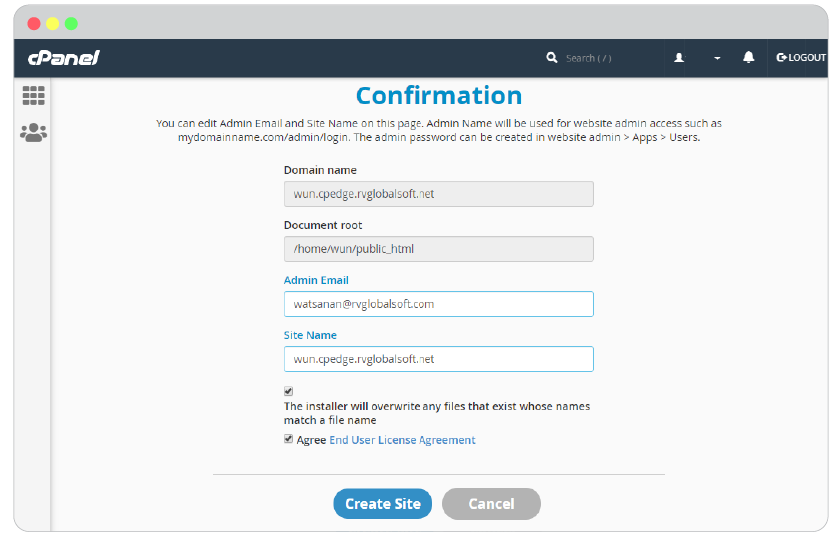 cPanel
Search ( / )
LOGOUT
Confirmation
You can edit Admin Email and Site Name on this page. Admin Name will be used for website admin access such as
mydomainname.com/admin/login. The admin password can be created in website admin > Apps > Users.
Domain name
wun.cpedge.rvglobalsoft.net
Document root
/home/wun/public_html
Admin Email
watsanan@rvglobalsoft.com
Site Name
wun.cpedge.rvglobalsoft.net
The installer will overwrite any files that exist whose names
match a file name
Agree End User License Agreement
Create Site
Cancel